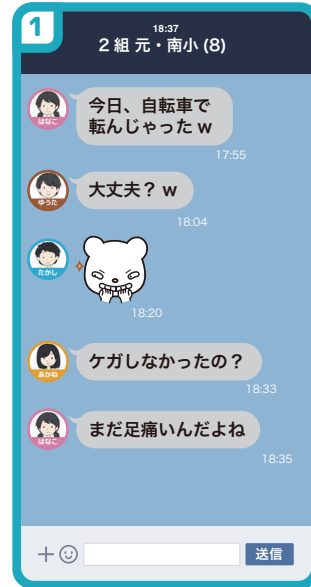 1
18:37
2 組 元・南小 (8)
はなこ
今日、自転車で
転んじゃった w
17:55
ゆうた
大丈夫？ w
18:04
たかし
18:20
あかね
ケガしなかったの？
18:33
はなこ
まだ足痛いんだよね
18:35
送信